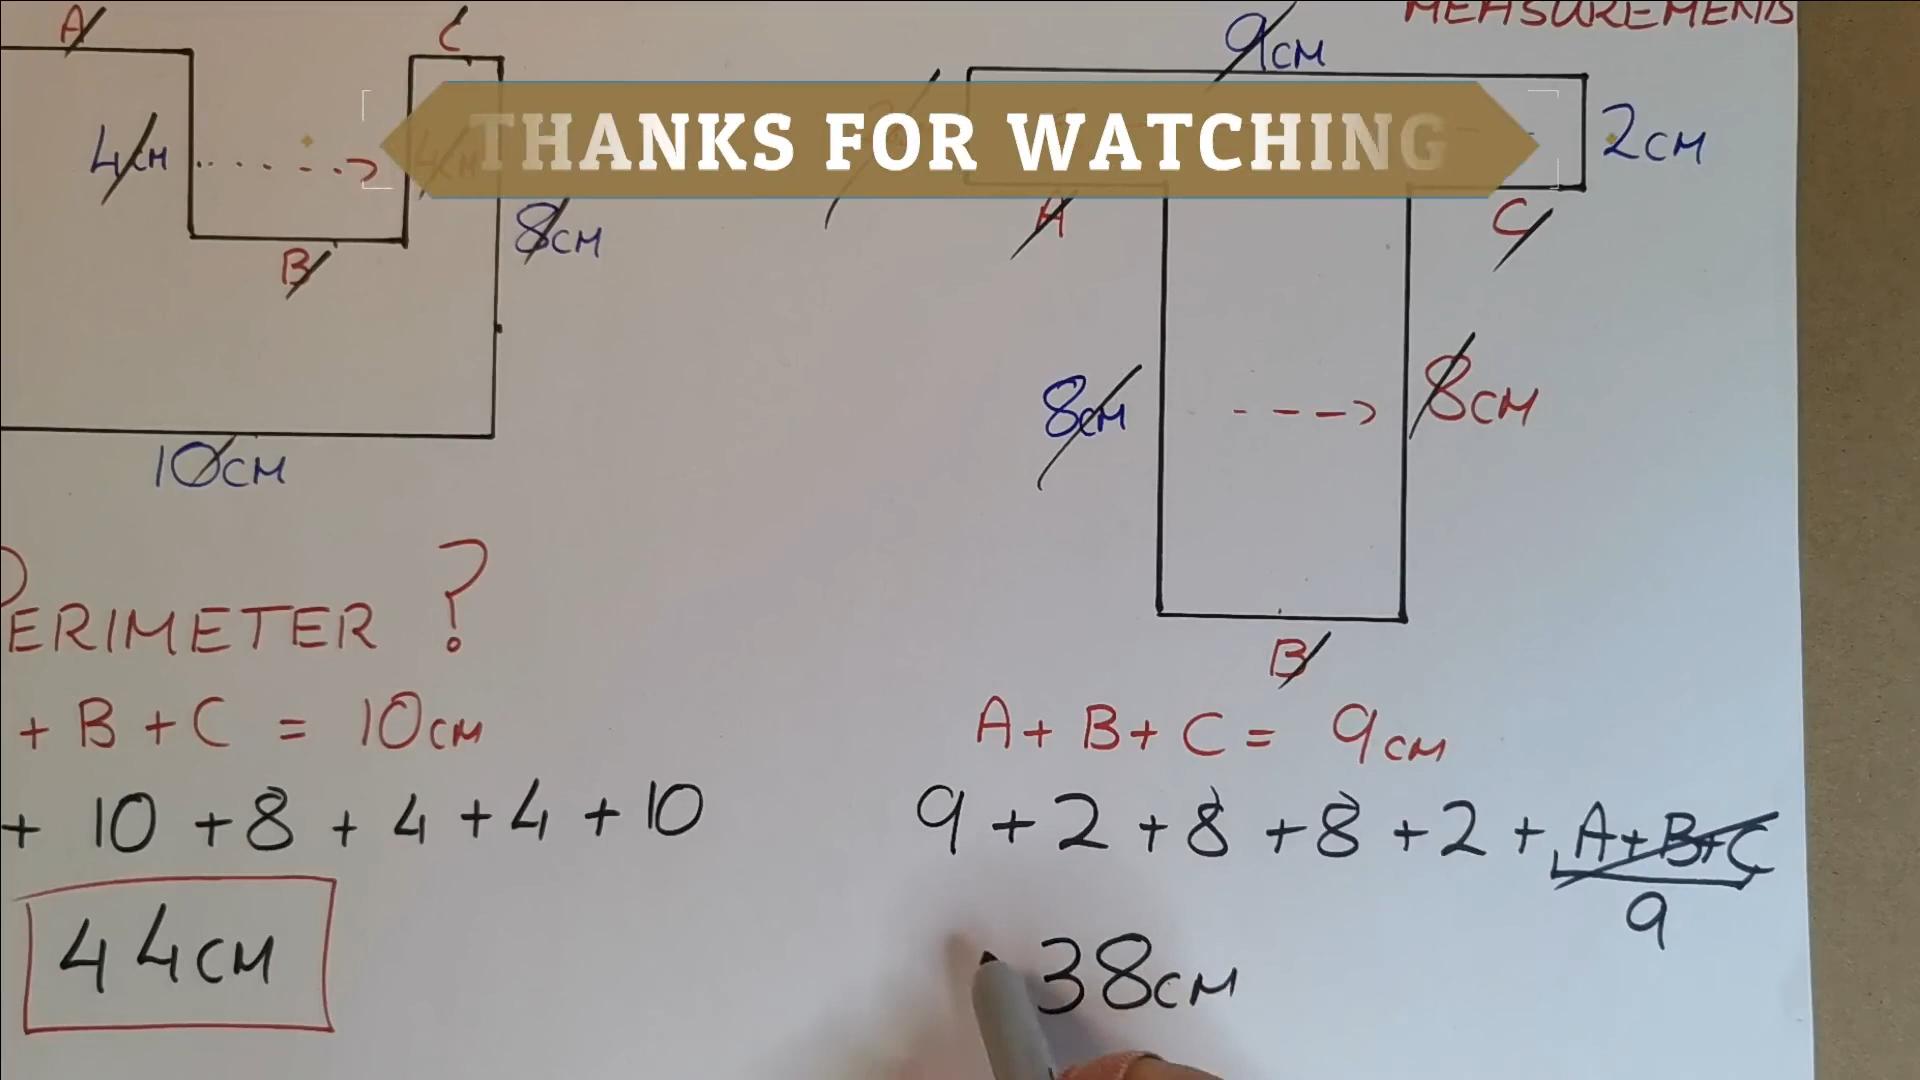 MEASUREMENTS
A
C
9cm
THANKS FOR WATCHING
4cm
2cm
8cm
B
10cm
A
C
8cm
8cm
B
ERIMETER ?
+ B + C = 10cm
+ 10 + 8 + 4 + 4 + 10
44cm
A + B + C = 9cm
9 + 2 + 8 + 8 + 2 + A+B+C
9
38cm